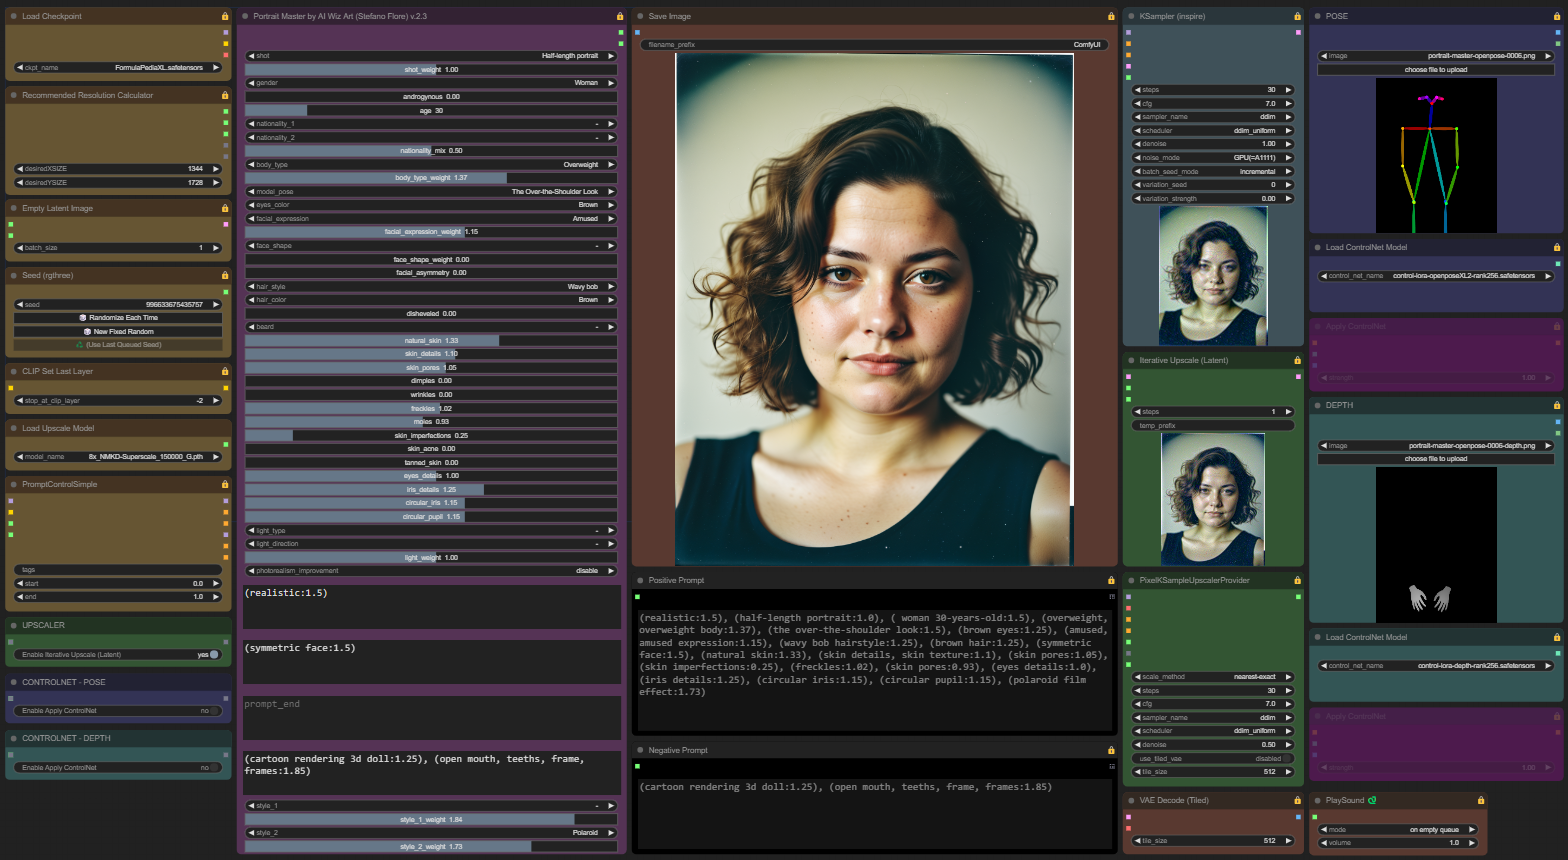 Load Checkpoint
ckpt_name FormulaPediaXL.safetensors
Recommended Resolution Calculator
desiredXSIZE 1344
desiredYSIZE 1728
Empty Latent Image
batch_size 1
Seed (rgthree)
seed 996633675435757
Randomize Each Time
New Fixed Random
(Use Last Queued Seed)
CLIP Set Last Layer
stop_at_clip_layer -2
Load Upscale Model
model_name 8x_NMKD-Superscale_150000_G.pth
PromptControlSimple
tags
start 0.0
end 1.0
UPSCALER
Enable Iterative Upscale (Latent) yes
CONTROLNET - POSE
Enable Apply ControlNet no
CONTROLNET - DEPTH
Enable Apply ControlNet no
Portrait Master by AI Wiz Art (Stefano Flore) v.2.3
shot Half-length portrait
shot_weight 1.00
gender Woman
androgynous 0.00
age 30
nationality_1 -
nationality_2 -
nationality_mix 0.50
body_type Overweight
body_type_weight 1.37
model_pose The Over-the-Shoulder Look
eyes_color Brown
facial_expression Amused
facial_expression_weight 1.15
face_shape -
face_shape_weight 0.00
facial_asymmetry 0.00
hair_style Wavy bob
hair_color Brown
disheveled 0.00
beard -
natural_skin 1.33
skin_details 1.10
skin_pores 1.05
dimples 0.00
wrinkles 0.00
freckles 1.02
moles 0.93
skin_imperfections 0.25
skin_acne 0.00
tanned_skin 0.00
eyes_details 1.00
iris_details 1.25
circular_iris 1.15
circular_pupil 1.15
light_type -
light_direction -
light_weight 1.00
photorealism_improvement disable
(realistic:1.5)
(symmetric face:1.5)
prompt_end
(cartoon rendering 3d doll:1.25), (open mouth, teeths, frame,
frames:1.85)
style_1 -
style_1_weight 1.84
style_2 Polaroid
style_2_weight 1.73
Save Image
filename_prefix ComfyUI
Positive Prompt
(realistic:1.5), (half-length portrait:1.0), ( woman 30-years-old:1.5), (overweight,
overweight body:1.37), (the over-the-shoulder look:1.5), (brown eyes:1.25), (amused,
amused expression:1.15), (wavy bob hairstyle:1.25), (brown hair:1.25), (symmetric
face:1.5), (natural skin:1.33), (skin details, skin texture:1.1), (skin pores:1.05),
(skin imperfections:0.25), (freckles:1.02), (skin pores:0.93), (eyes details:1.0),
(iris details:1.25), (circular iris:1.15), (circular pupil:1.15), (polaroid film
effect:1.73)
Negative Prompt
(cartoon rendering 3d doll:1.25), (open mouth, teeths, frame, frames:1.85)
KSampler (inspire)
steps 30
cfg 7.0
sampler_name ddim
scheduler ddim_uniform
denoise 1.00
noise_mode GPU(=A1111)
batch_seed_mode incremental
variation_seed 0
variation_strength 0.00
Iterative Upscale (Latent)
steps 1
temp_prefix
PixelKSampleUpscalerProvider
scale_method nearest-exact
steps 30
cfg 7.0
sampler_name ddim
scheduler ddim_uniform
denoise 0.50
use_tiled_vae disabled
tile_size 512
VAE Decode (Tiled)
tile_size 512
POSE
image portrait-master-openpose-0006.png
choose file to upload
Load ControlNet Model
control_net_name control-lora-openposeXL2-rank256.safetensors
Apply ControlNet
strength 1.00
DEPTH
image portrait-master-openpose-0006-depth.png
choose file to upload
Load ControlNet Model
control_net_name control-lora-depth-rank256.safetensors
Apply ControlNet
strength 1.00
PlaySound
mode on empty queue
volume 1.0